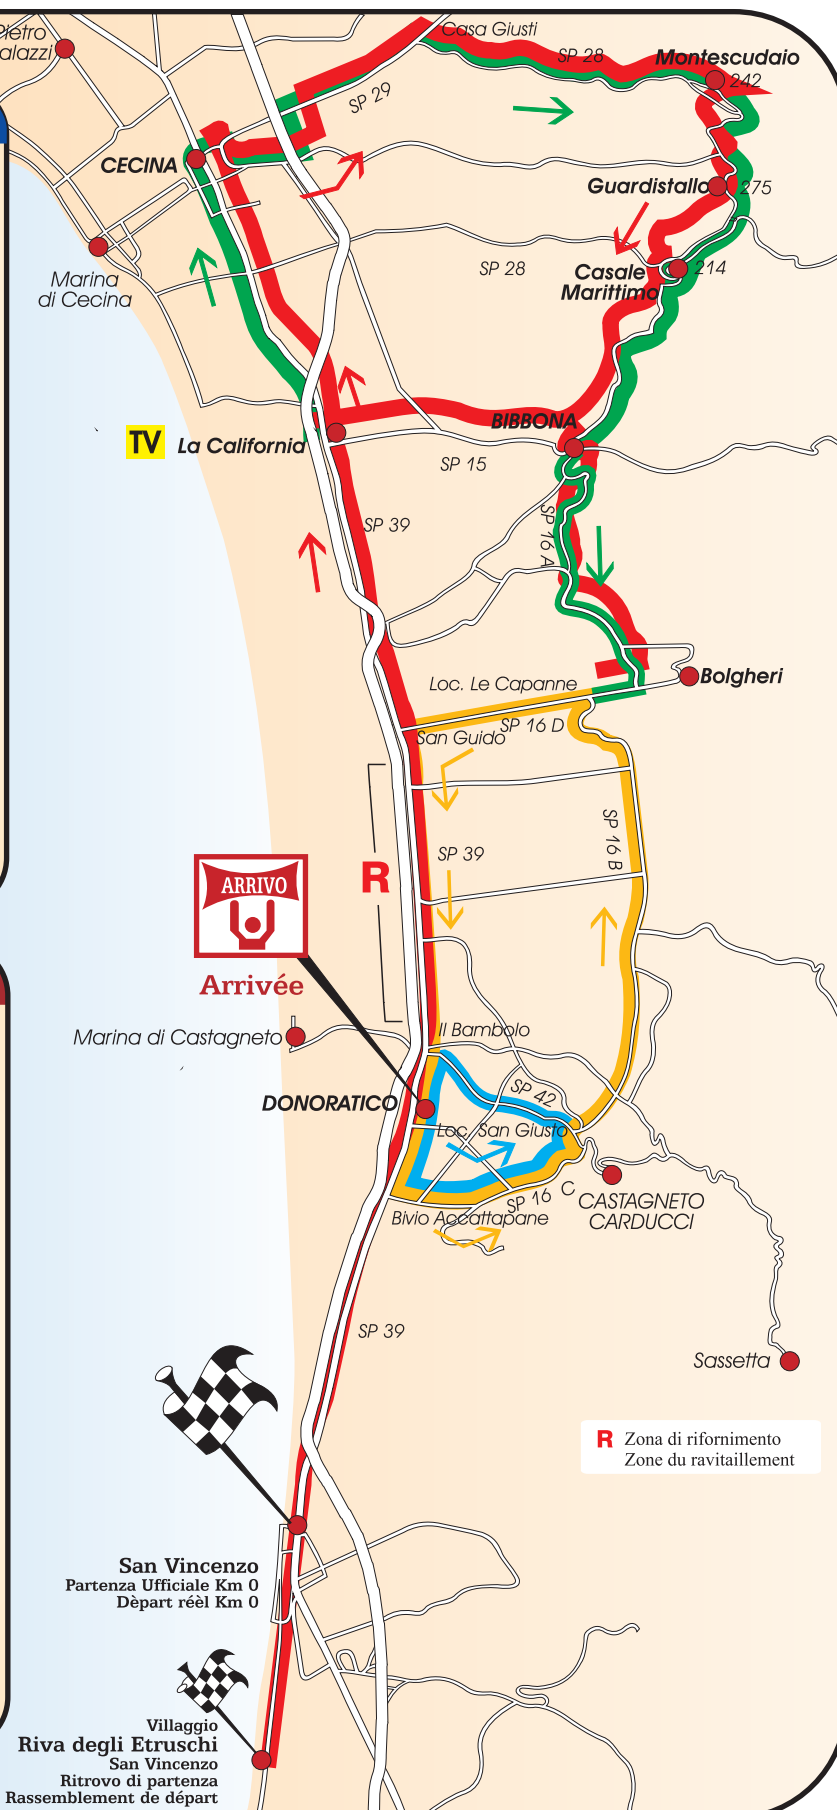 Casa Giusti
SP 28
Montescudaio
242
SP 29
CECINA
Guardistallo
275
Marina
di Cecina
SP 28
Casale
Marittimo
214
BIBBONA
TV
La California
SP 15
SP 39
SP 16 A
Loc. Le Capanne
Bolgheri
SP 16 D
San Guido
SP 39
SP 16 B
R
ARRIVO
Arrivée
Il Bambolo
Marina di Castagneto
SP 42
DONORATICO
Loc. San Giusto
SP 16 C
CASTAGNETO
CARDUCCI
Bivio Accattapane
SP 39
Sassetta
R Zona di rifornimento
Zone du ravitaillement
San Vincenzo
Partenza Ufficiale Km 0
Dèpart réèl Km 0
Villaggio
Riva degli Etruschi
San Vincenzo
Ritrovo di partenza
Rassemblement de départ